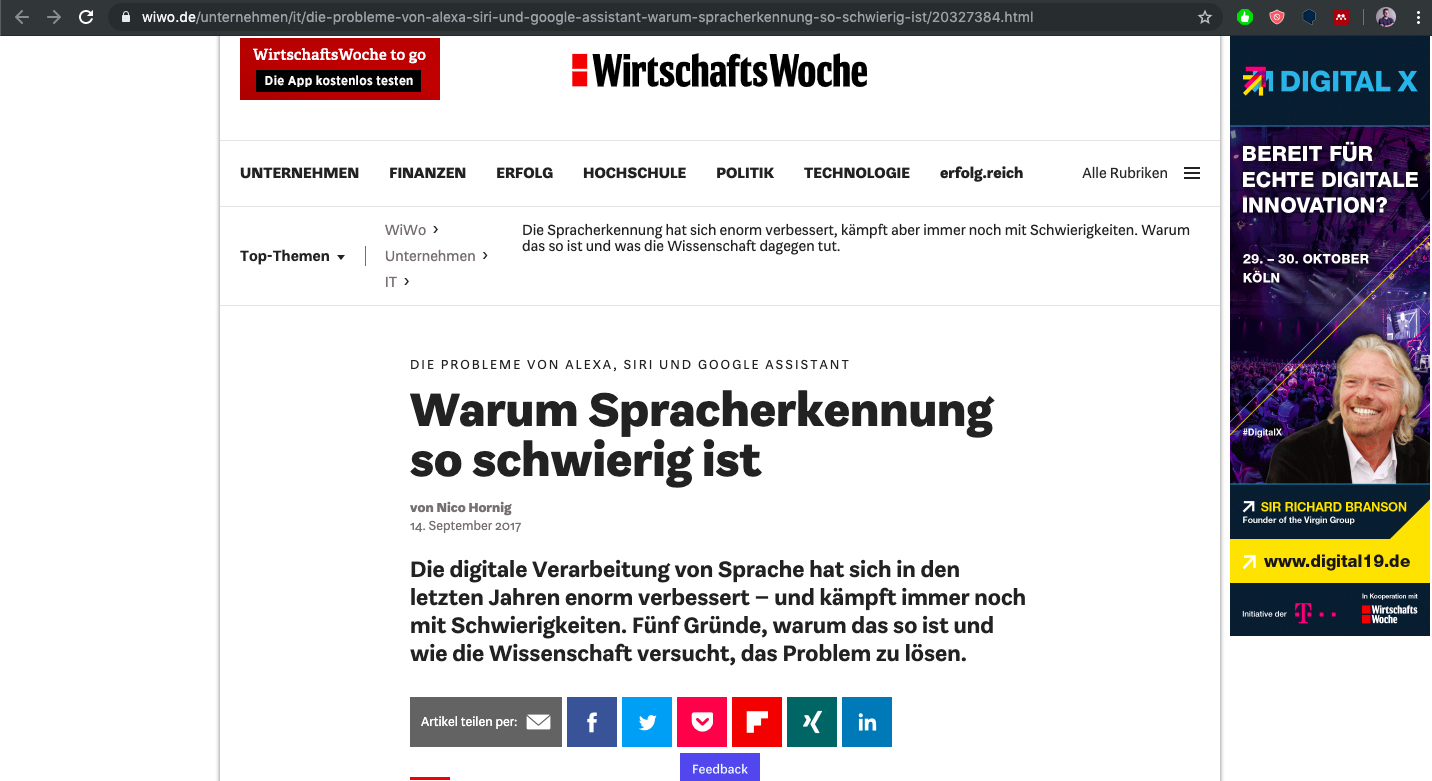 wiwo.de/unternehmen/it/die-probleme-von-alexa-siri-und-google-assistant-warum-spracherkennung-so-schwierig-ist/20327384.html
WirtschaftsWoche to go
Die App kostenlos testen
WirtschaftsWoche
UNTERNEHMEN FINANZEN ERFOLG HOCHSCHULE POLITIK TECHNOLOGIE erfolg.reich Alle Rubriken
Top-Themen
WiWo
Unternehmen
IT
Die Spracherkennung hat sich enorm verbessert, kämpft aber immer noch mit Schwierigkeiten. Warum
das so ist und was die Wissenschaft dagegen tut.
DIE PROBLEME VON ALEXA, SIRI UND GOOGLE ASSISTANT
Warum Spracherkennung
so schwierig ist
von Nico Hornig
14. September 2017
Die digitale Verarbeitung von Sprache hat sich in den
letzten Jahren enorm verbessert – und kämpft immer noch
mit Schwierigkeiten. Fünf Gründe, warum das so ist und
wie die Wissenschaft versucht, das Problem zu lösen.
Artikel teilen per:
Feedback
DIGITAL X
BEREIT FÜR
ECHTE DIGITALE
INNOVATION?
29. – 30. OKTOBER
KÖLN
#DigitalX
SIR RICHARD BRANSON
Founder of the Virgin Group
www.digital19.de
Initiative der
T
In Kooperation mit
Wirtschafts
Woche